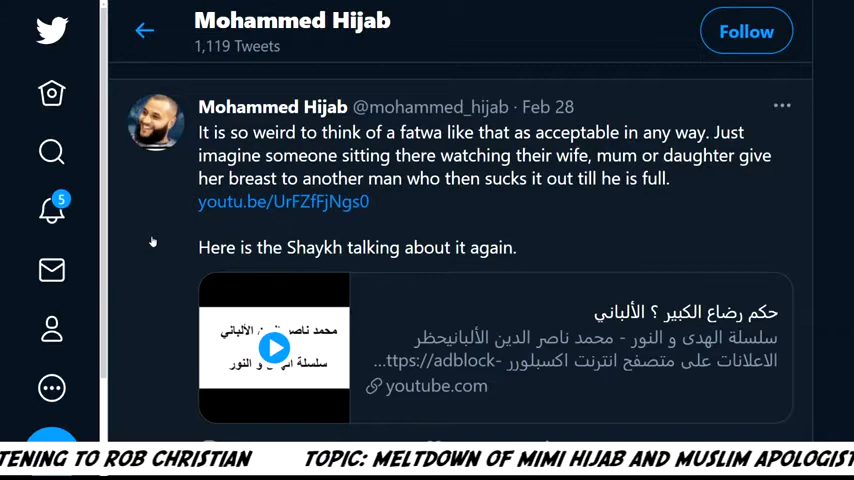 Mohammed Hijab
1,119 Tweets
Follow
5
Mohammed Hijab @mohammed_hijab · Feb 28
It is so weird to think of a fatwa like that as acceptable in any way. Just
imagine someone sitting there watching their wife, mum or daughter give
her breast to another man who then sucks it out till he is full.
youtu.be/UrFZfFjNgs0
Here is the Shaykh talking about it again.
محمد ناصر الألباني
سلسلة و النور
حكم رضاع الكبير ؟ الألباني
سلسلة الهدى و النور - محمد ناصر الدين الألبانيحظر
الاعلانات على متصفح انترنت اكسبلورر -ttps://adblock...
youtube.com
TENING TO ROB CHRISTIAN TOPIC: MELTDOWN OF MIMI HIJAB AND MUSLIM APOLOGIST